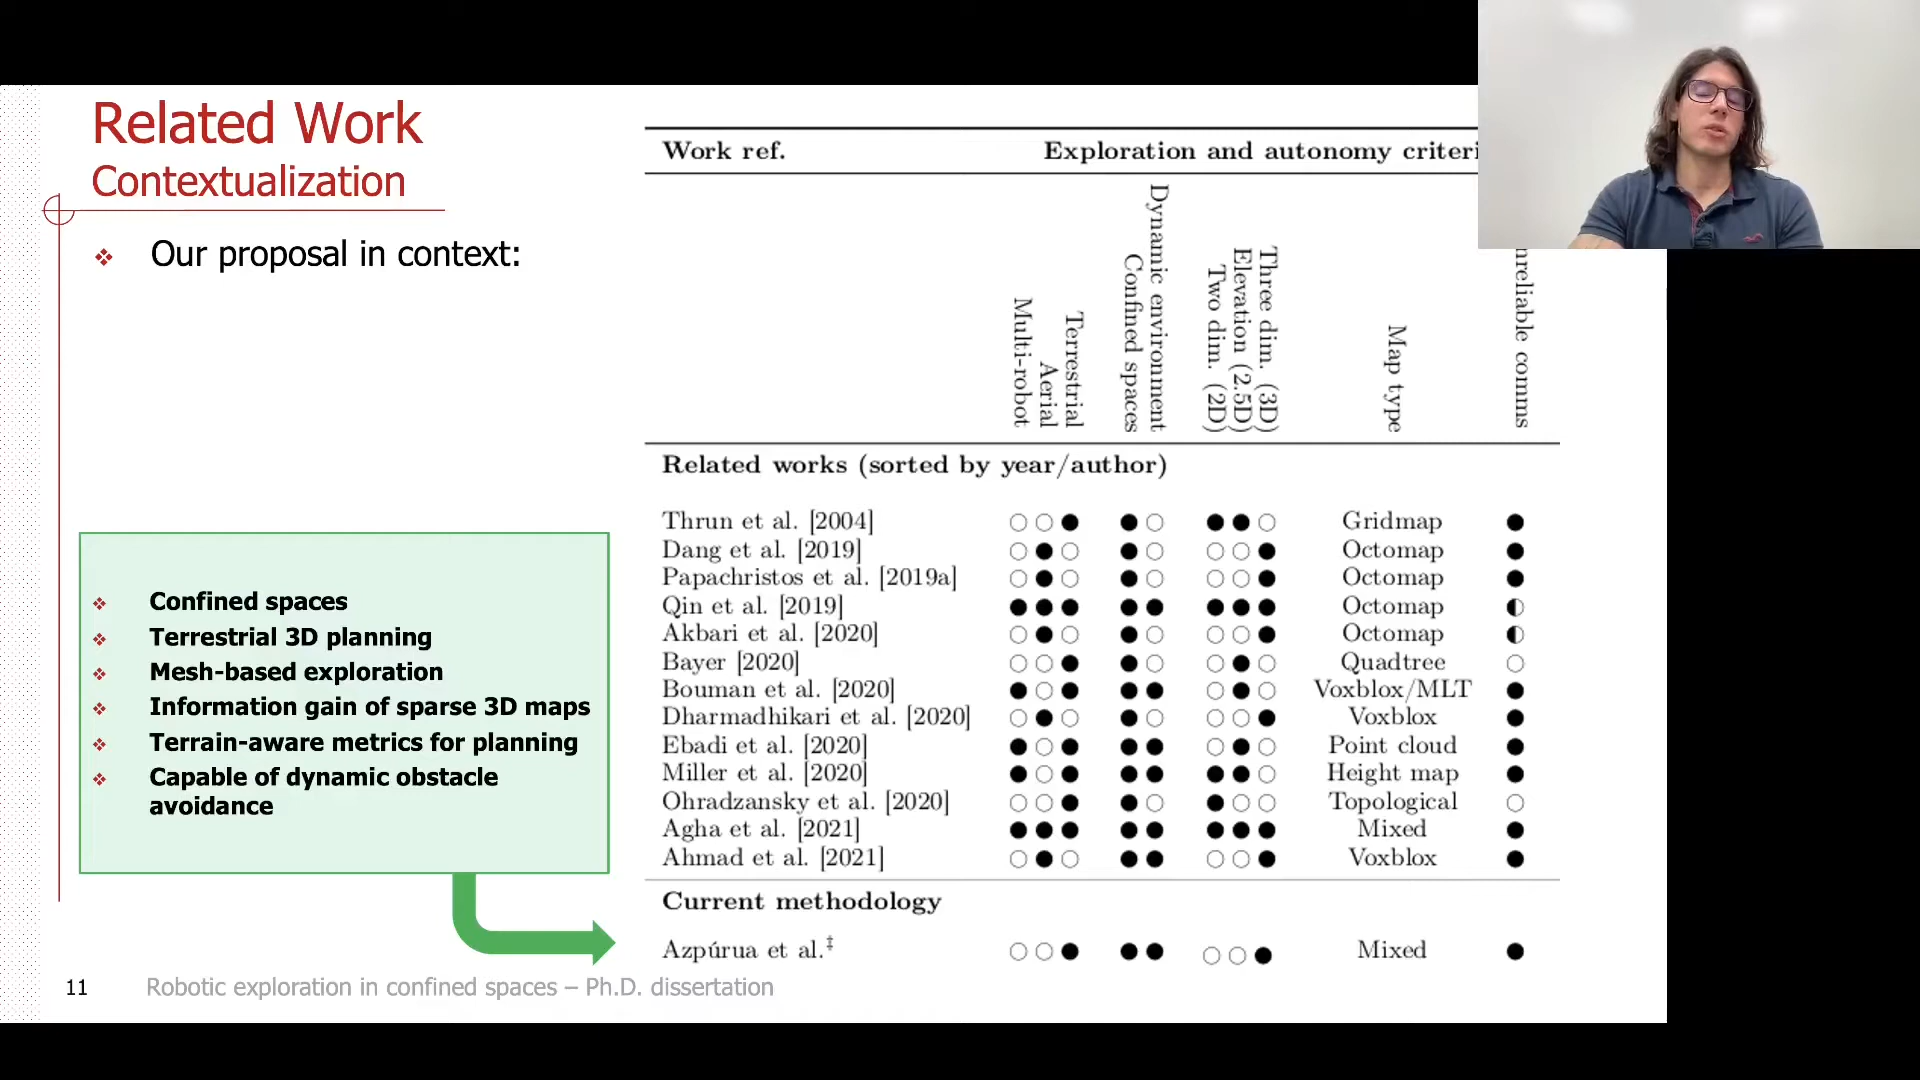 Related Work
Contextualization
Our proposal in context:
Confined spaces
Terrestrial 3D planning
Mesh-based exploration
Information gain of sparse 3D maps
Terrain-aware metrics for planning
Capable of dynamic obstacle
avoidance
Work ref. Exploration and autonomy
Multi-robot
Aerial
Terrestrial
Confined spaces
Dynamic environment
Two dim. (2D)
Elevation (2.5D)
Three dim. (3D)
Map type
comms
Related works (sorted by year/author)
Thrun et al. [2004] ○ ○ ● ● ○ ● ● ○ Gridmap ●
Dang et al. [2019] ○ ● ○ ● ○ ○ ○ ● Octomap ●
Papachristos et al. [2019a] ○ ● ○ ● ○ ○ ○ ● Octomap ●
Qin et al. [2019] ● ● ● ● ● ● ● ● Octomap ◐
Akbari et al. [2020] ○ ● ○ ● ○ ○ ○ ● Octomap ◐
Bayer [2020] ○ ○ ● ● ○ ○ ● ○ Quadtree ○
Bouman et al. [2020] ● ○ ● ● ● ○ ● ○ Voxblox/MLT ●
Dharmadhikari et al. [2020] ○ ● ○ ● ○ ○ ○ ● Voxblox ●
Ebadi et al. [2020] ● ○ ● ● ● ○ ● ○ Point cloud ●
Miller et al. [2020] ● ○ ● ● ● ● ● ○ Height map ●
Ohradzansky et al. [2020] ○ ○ ● ● ○ ● ○ ○ Topological ○
Agha et al. [2021] ● ● ● ● ● ● ● ● Mixed ●
Ahmad et al. [2021] ○ ● ○ ● ● ○ ○ ● Voxblox ●
Current methodology
Azpúrua et al.‡ ○ ○ ● ● ● ○ ○ ● Mixed ●
11 Robotic exploration in confined spaces – Ph.D. dissertation